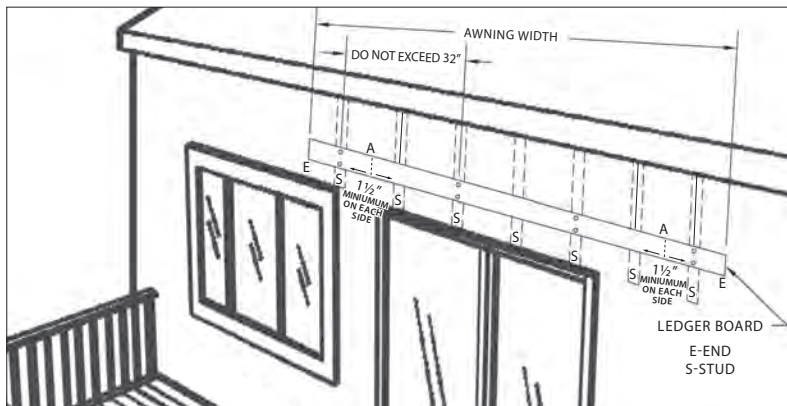 AWNING WIDTH
DO NOT EXCEED 32"
A
E
S
1½"
MINIUMUM
ON EACH
SIDE
S
S
S
S
A
S
1½"
MINIUMUM
ON EACH
SIDE
S
E
LEDGER BOARD
E-END
S-STUD